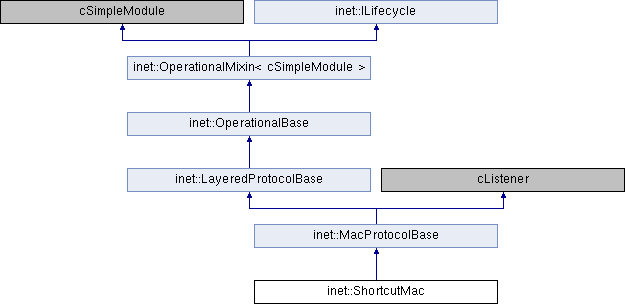 cSimpleModule
inet::ILifecycle
inet::OperationalMixin< cSimpleModule >
inet::OperationalBase
inet::LayeredProtocolBase
cListener
inet::MacProtocolBase
inet::ShortcutMac